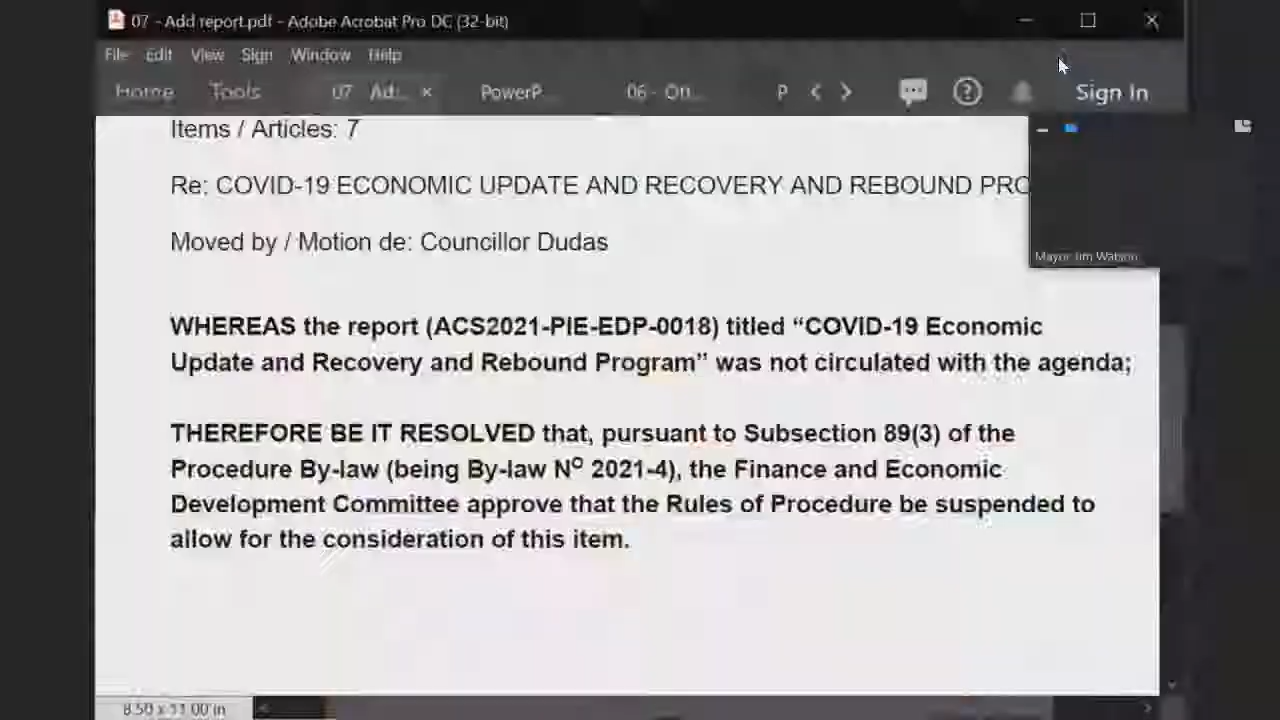 07 - Add report.pdf - Adobe Acrobat Pro DC (32-bit)
File Edit View Sign Window Help
Home Tools 07 Ad... × PowerP... 06 - Ott... P < > Sign In
Items / Articles: 7
Re: COVID-19 ECONOMIC UPDATE AND RECOVERY AND REBOUND PRO
Moved by / Motion de: Councillor Dudas
Mayor Jim Watson
WHEREAS the report (ACS2021-PIE-EDP-0018) titled “COVID-19 Economic
Update and Recovery and Rebound Program” was not circulated with the agenda;
THEREFORE BE IT RESOLVED that, pursuant to Subsection 89(3) of the
Procedure By-law (being By-law Nº 2021-4), the Finance and Economic
Development Committee approve that the Rules of Procedure be suspended to
allow for the consideration of this item.
8.50 x 11.00 in